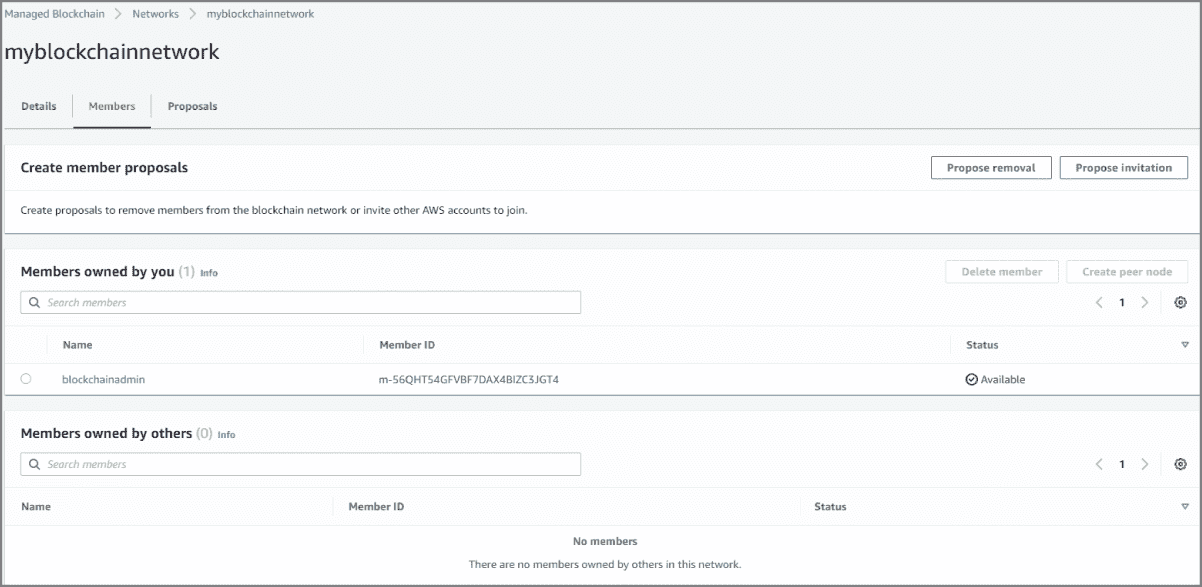 Managed Blockchain > Networks > myblockchainnetwork
myblockchainnetwork
Details Members Proposals
Create member proposals Propose removal Propose invitation
Create proposals to remove members from the blockchain network or invite other AWS accounts to join.
Members owned by you (1) Info Delete member Create peer node
Search members < 1 >
Name Member ID Status
blockchainadmin m-56QHT54GFVBF7DAX4BIZC3JGT4 Available
Members owned by others (0) Info
Search members < 1 >
Name Member ID Status
No members
There are no members owned by others in this network.